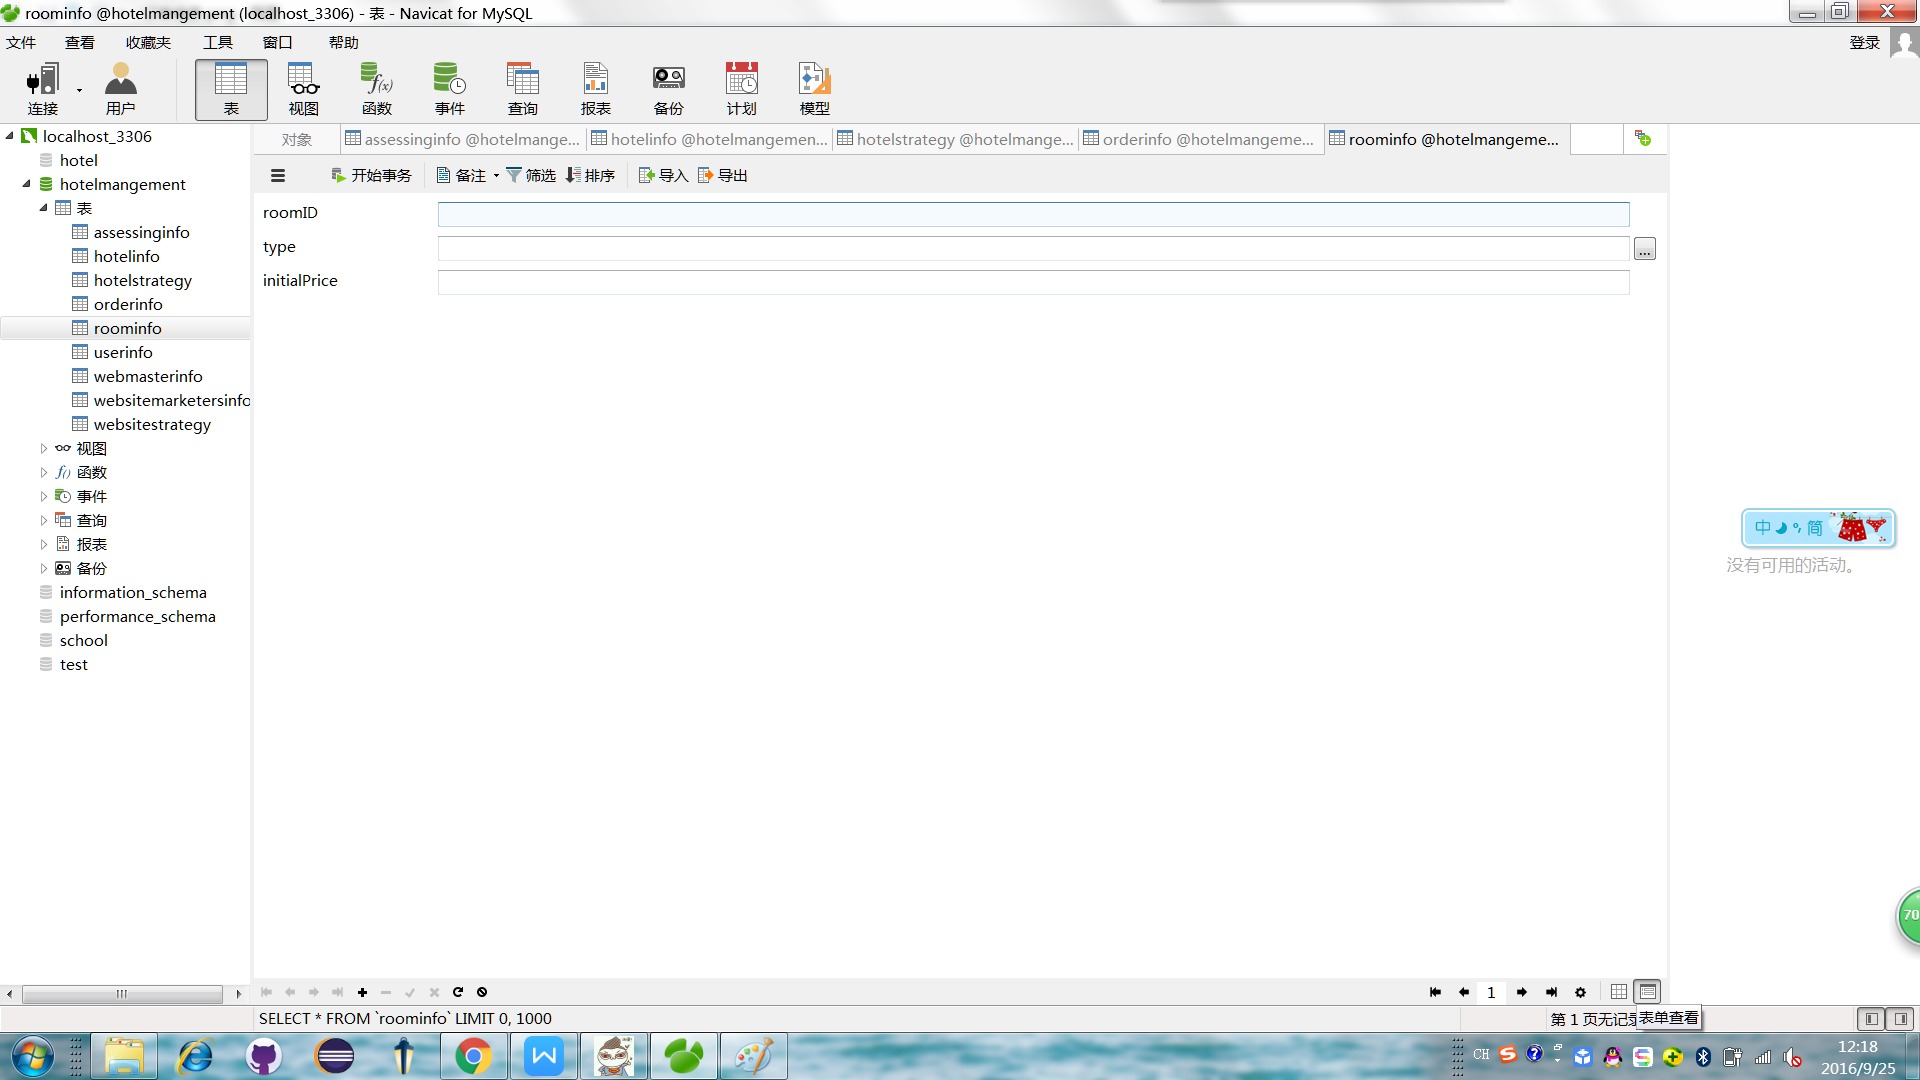 roominfo @hotelmangement (localhost_3306) - 表 - Navicat for MySQL
文件 查看 收藏夹 工具 窗口 帮助 登录
连接 用户 表 视图 函数 事件 查询 报表 备份 计划 模型
localhost_3306
hotel
hotelmangement
表
assessinginfo
hotelinfo
hotelstrategy
orderinfo
roominfo
userinfo
webmasterinfo
websitemarketersinfo
websitestrategy
视图
函数
事件
查询
报表
备份
information_schema
performance_schema
school
test
对象 assessinginfo @hotelmange... hotelinfo @hotelmangemen... hotelstrategy @hotelmange... orderinfo @hotelmangeme... roominfo @hotelmangeme...
开始事务 备注 筛选 排序 导入 导出
roomID
type
...
initialPrice
中 简
没有可用的活动。
70
1
SELECT * FROM `roominfo` LIMIT 0, 1000
第 1 页无记录
表单查看
CH
12:18
2016/9/25